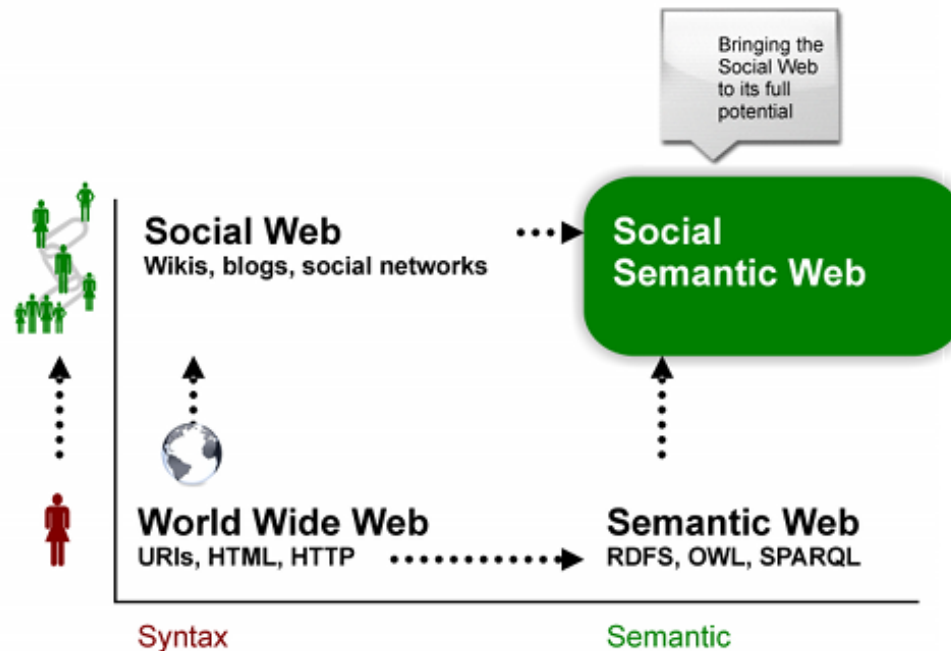 Bringing the
Social Web
to its full
potential
Social Web
Wikis, blogs, social networks
Social
Semantic Web
World Wide Web
URIs, HTML, HTTP
Semantic Web
RDFS, OWL, SPARQL
Syntax
Semantic